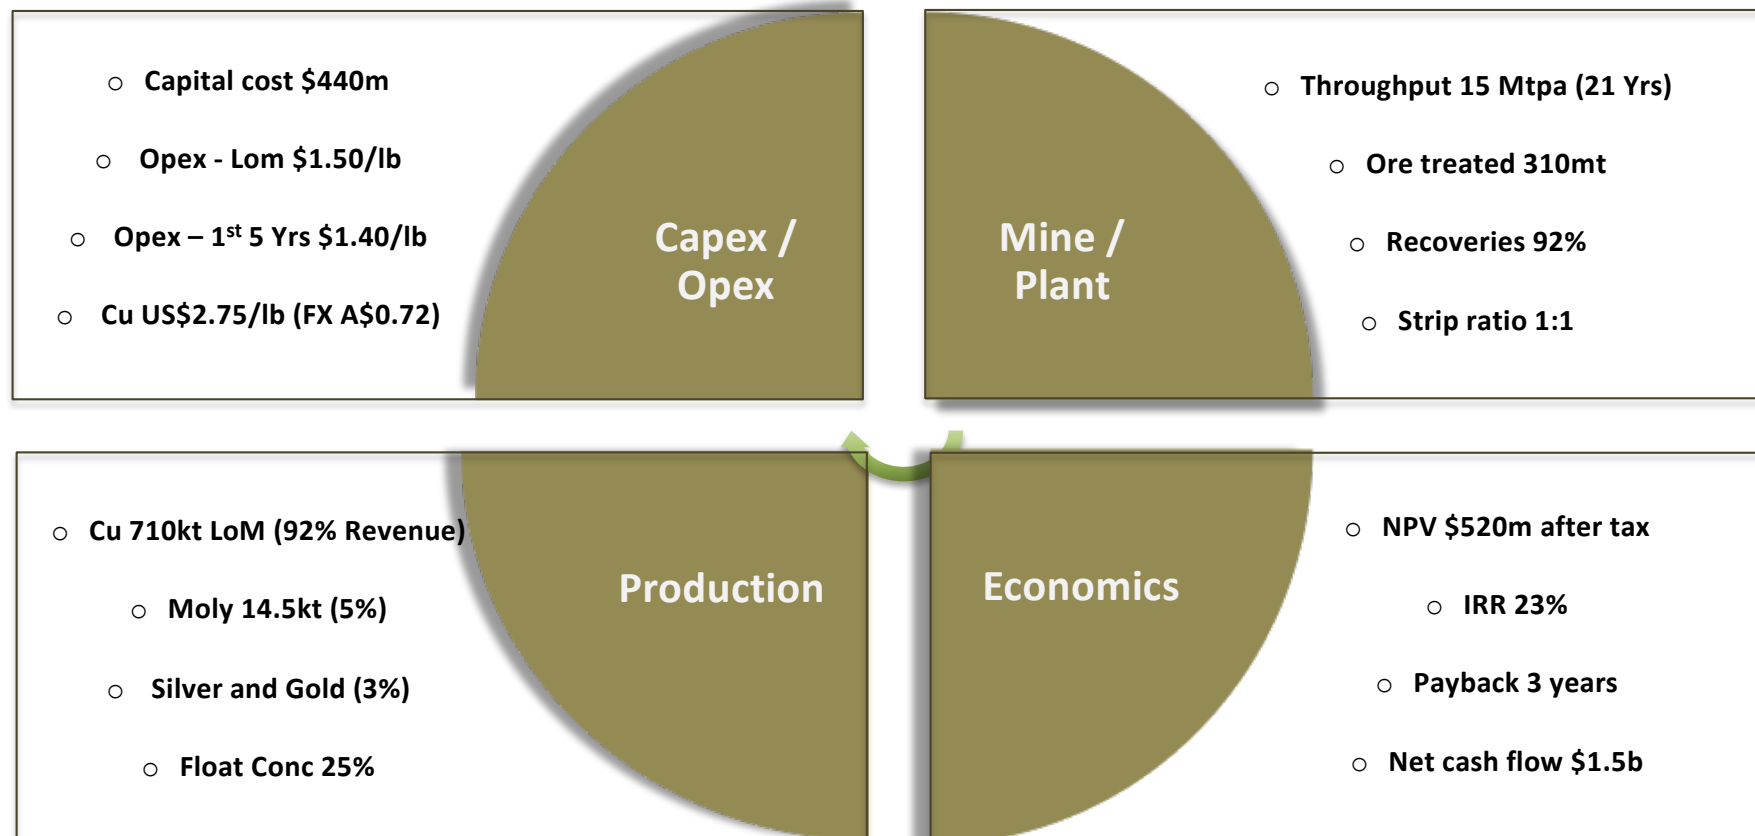 ○ Capital cost $440m
○ Opex - Lom $1.50/lb
○ Opex – 1st 5 Yrs $1.40/lb
○ Cu US$2.75/lb (FX A$0.72)
Capex /
Opex
Mine /
Plant
○ Throughput 15 Mtpa (21 Yrs)
○ Ore treated 310mt
○ Recoveries 92%
○ Strip ratio 1:1
○ Cu 710kt LoM (92% Revenue)
○ Moly 14.5kt (5%)
○ Silver and Gold (3%)
○ Float Conc 25%
Production
Economics
○ NPV $520m after tax
○ IRR 23%
○ Payback 3 years
○ Net cash flow $1.5b